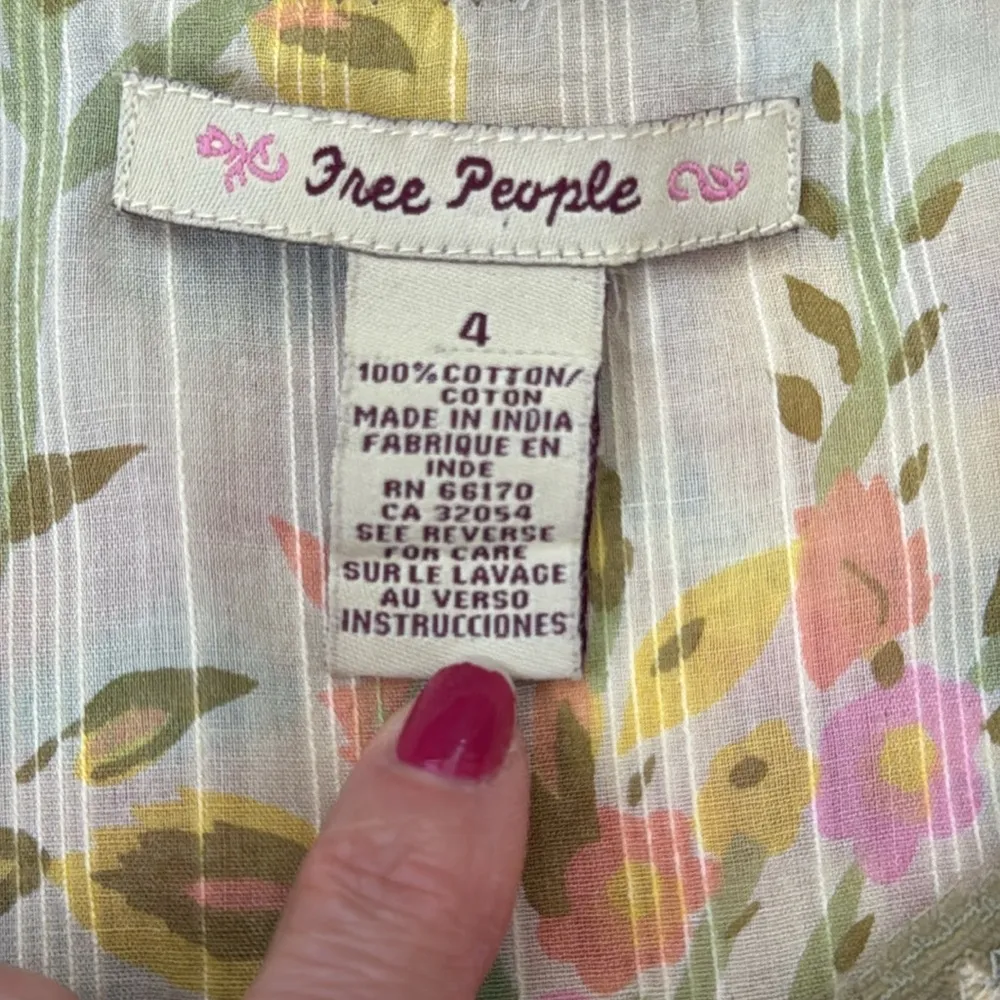 Free People
4
100% COTTON/
COTON
MADE IN INDIA
FABRIQUE EN
INDE
RN 66170
CA 32054
SEE REVERSE
FOR CARE
SUR LE LAVAGE
AU VERSO
INSTRUCCIONES